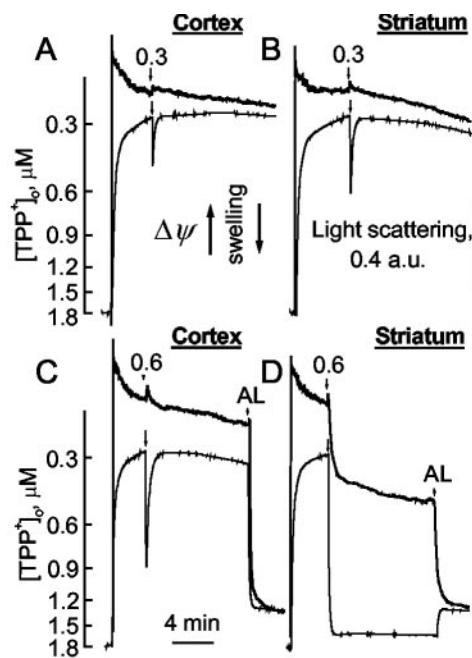 Cortex
Striatum
A
B
0.3
0.3
0.3
0.6
0.9
1.2
1.5
1.8
[TPP+]o, µM
Δψ
swelling
Light scattering,
0.4 a.u.
Cortex
Striatum
C
D
0.6
0.6
AL
AL
0.3
0.6
0.9
1.2
1.5
1.8
[TPP+]o, µM
4 min